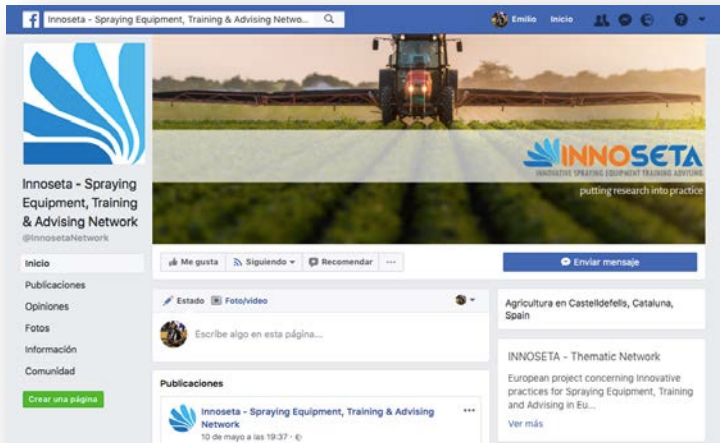 Innoseta - Spraying Equipment, Training & Advising Netwo...
Emilio
Inicio
INNOSETA
INNOVATIVE SPRAYING EQUIPMENT TRAINING ADVISING
putting research into practice
Innoseta - Spraying
Equipment, Training
& Advising Network
@InnosetaNetwork
Inicio
Publicaciones
Opiniones
Fotos
Información
Comunidad
Crear una página
Me gusta
Siguiendo
Recomendar
Enviar mensaje
Estado
Foto/video
Escribe algo en esta página...
Publicaciones
Innoseta - Spraying Equipment, Training & Advising
Network
10 de mayo a las 19:37 ·
Agricultura en Castelldefells, Cataluna,
Spain
INNOSETA - Thematic Network
European project concerning Innovative
practices for Spraying Equipment, Training
and Advising in Eu...
Ver más